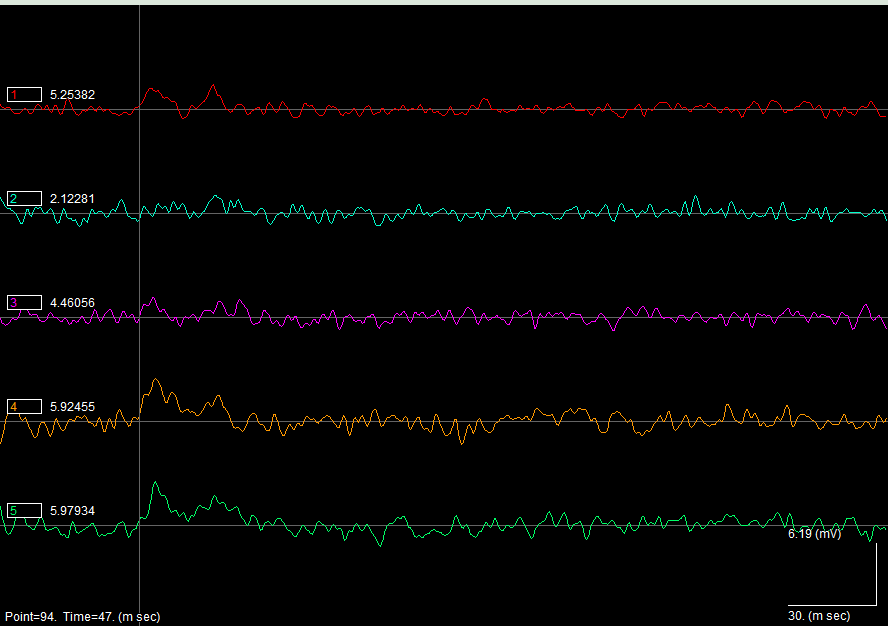 1 5.25382
2 2.12281
3 4.46056
4 5.92455
5 5.97934
6.19 (mV)
Point=94. Time=47. (m sec)
30. (m sec)